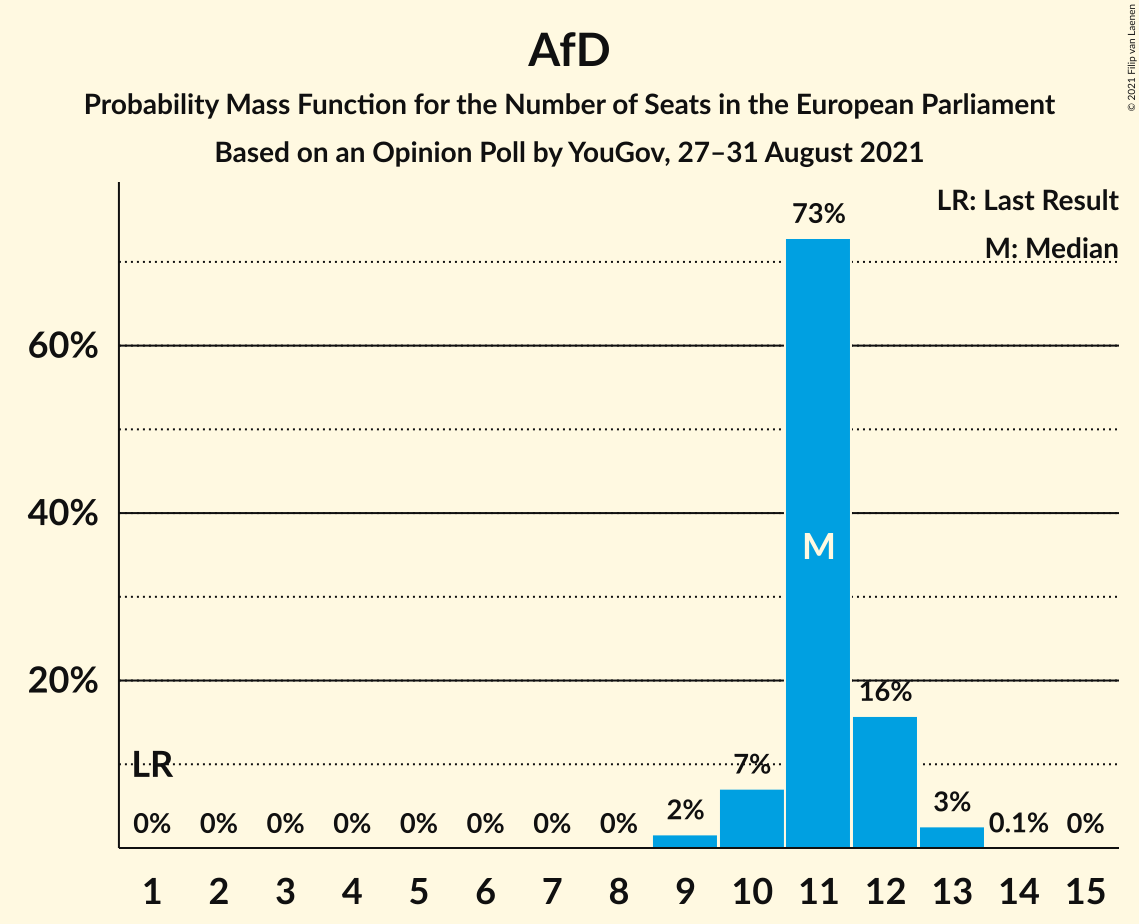 AfD
Probability Mass Function for the Number of Seats in the European Parliament
Based on an Opinion Poll by YouGov, 27–31 August 2021
© 2021 Filip van Laenen
LR: Last Result
M: Median
73%
60%
40%
M
20%
16%
LR
7%
0% 0% 0% 0% 0% 0% 0% 0% 2% 3% 0.1% 0%
1 2 3 4 5 6 7 8 9 10 11 12 13 14 15